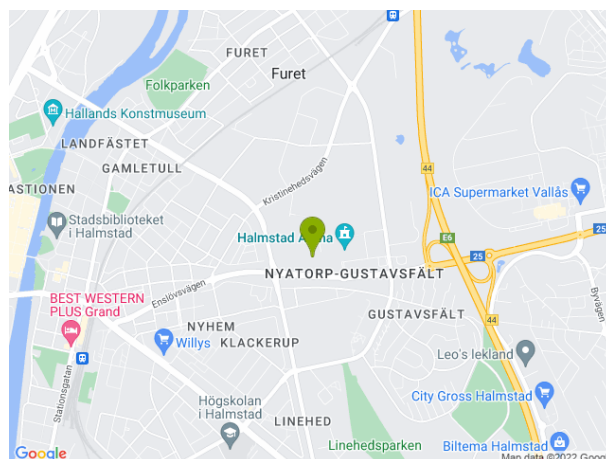 FURET
Furet
Folkparken
Hallands Konstmuseum
LANDFÄSTET
GAMLETULL
ASTIONEN
Kristinehedsvägen
44
ICA Supermarket Vallås
Stadsbiblioteket
i Halmstad
Halmstad A
na
E6
25
25
NYATORP-GUSTAVSFÄLT
Enslövsvägen
BEST WESTERN
PLUS Grand
GUSTAVSFÄLT
44
Byvägen
NYHEM
Willys
KLACKERUP
Leo's lekland
Stationsgatan
Högskolan
i Halmstad
City Gross Halmstad
LINEHED
Linehedsparken
Biltema Halmstad
Google
Map data ©2022 Goog